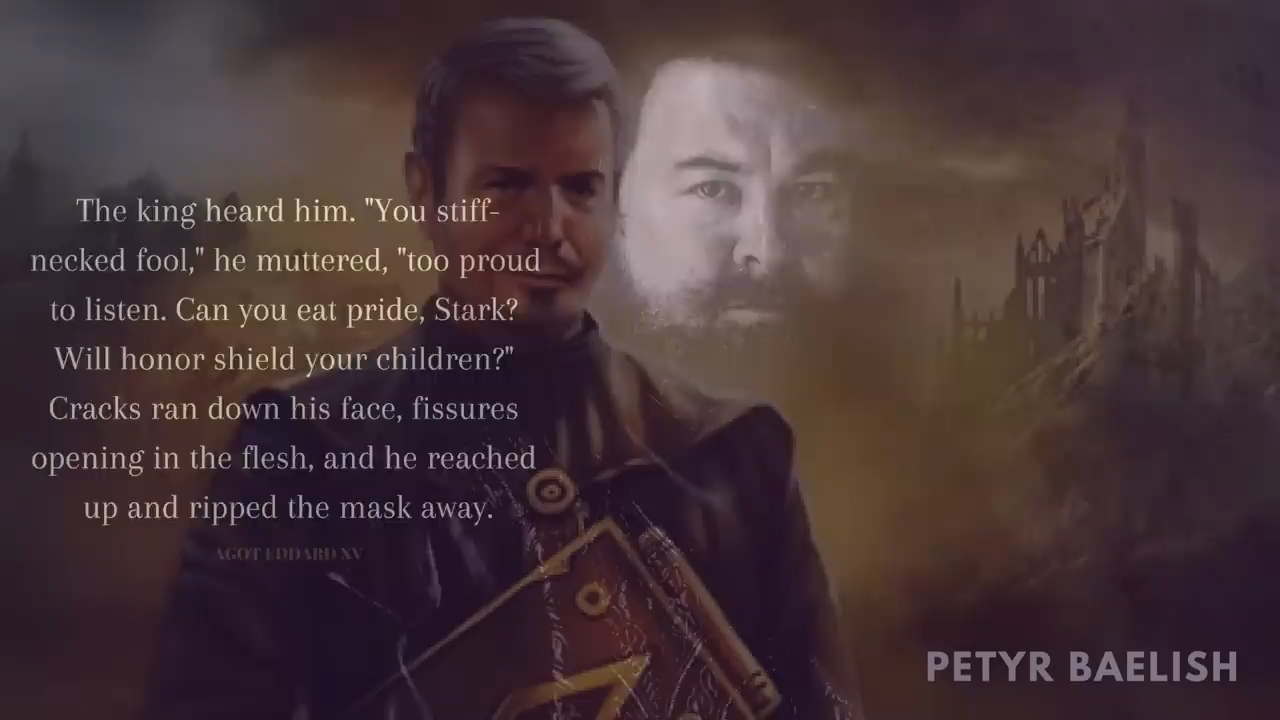 The king heard him. "You stiff-
necked fool," he muttered, "too proud
to listen. Can you eat pride, Stark?
Will honor shield your children?"
Cracks ran down his face, fissures
opening in the flesh, and he reached
up and ripped the mask away.
AGOT EDDARD XV
PETYR BAELISH